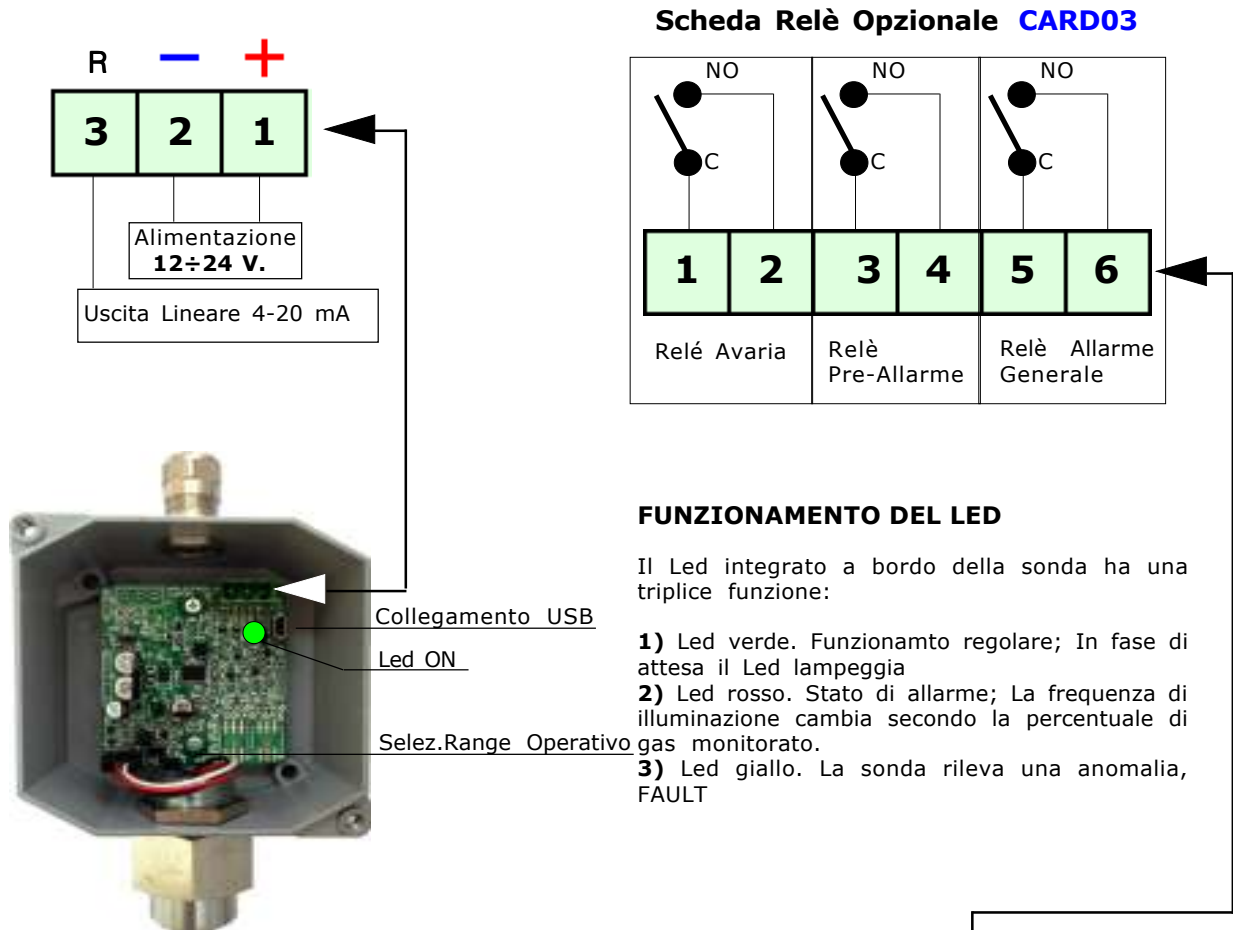 Scheda Relè Opzionale CARD03
R − +
3 2 1
Alimentazione
12÷24 V.
Uscita Lineare 4-20 mA
NO NO NO
C C C
1 2 3 4 5 6
Relé Avaria
Relè
Pre-Allarme
Relè Allarme
Generale
Collegamento USB
Led ON
Selez.Range Operativo
FUNZIONAMENTO DEL LED
Il Led integrato a bordo della sonda ha una
triplice funzione:
1) Led verde. Funzionamto regolare; In fase di
attesa il Led lampeggia
2) Led rosso. Stato di allarme; La frequenza di
illuminazione cambia secondo la percentuale di
gas monitorato.
3) Led giallo. La sonda rileva una anomalia,
FAULT